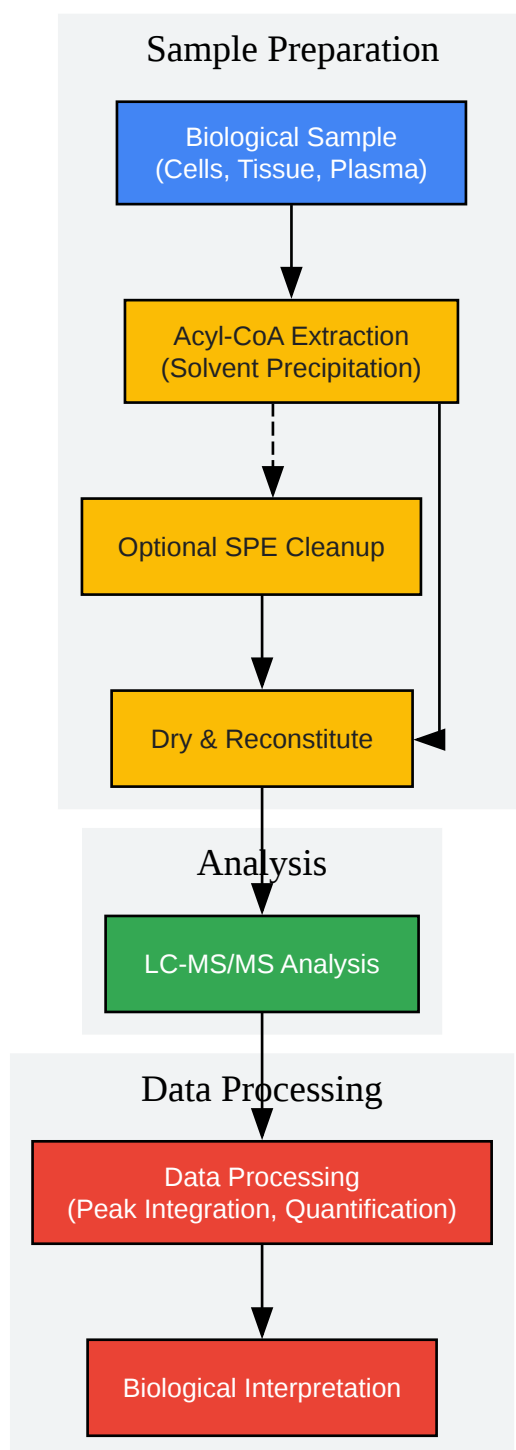 Sample Preparation
Biological Sample
(Cells, Tissue, Plasma)
Acyl-CoA Extraction
(Solvent Precipitation)
Optional SPE Cleanup
Dry & Reconstitute
Analysis
LC-MS/MS Analysis
Data Processing
Data Processing
(Peak Integration, Quantification)
Biological Interpretation